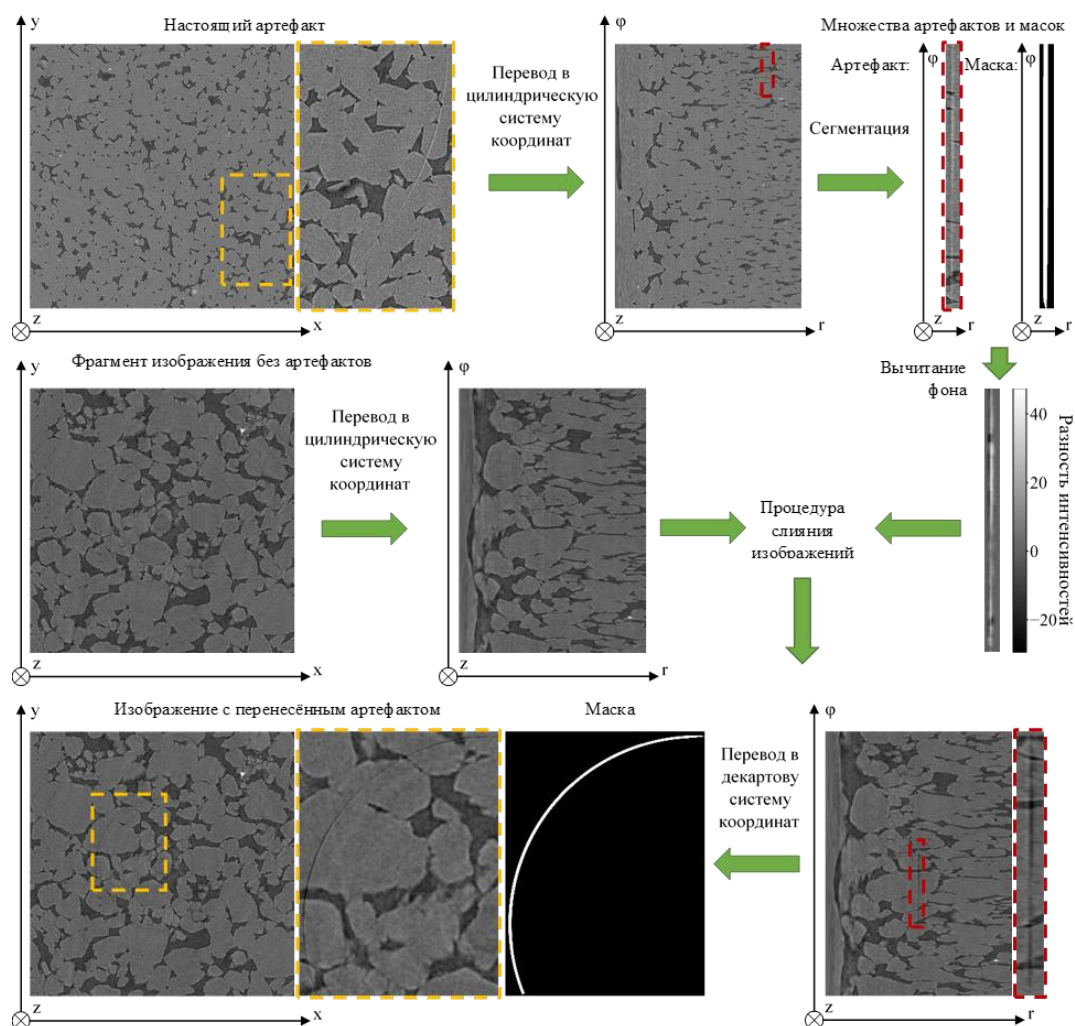 y
Настоящий артефакт
φ
Множества артефактов и масок
Артефакт:
φ
Маска:
φ
Перевод в
цилиндрическую
систему
координат
Сегментация
z
x
z
r
z
r
z
r
y
Фрагмент изображения без артефактов
φ
Вычитание
фона
Перевод в
цилиндрическую
систему
координат
40
20
0
−20
Разность интенсивностей
Процедура
слияния
изображений
z
x
z
r
y
Изображение с перенесённым артефактом
Маска
φ
Перевод в
декартову
систему
координат
z
x
z
r